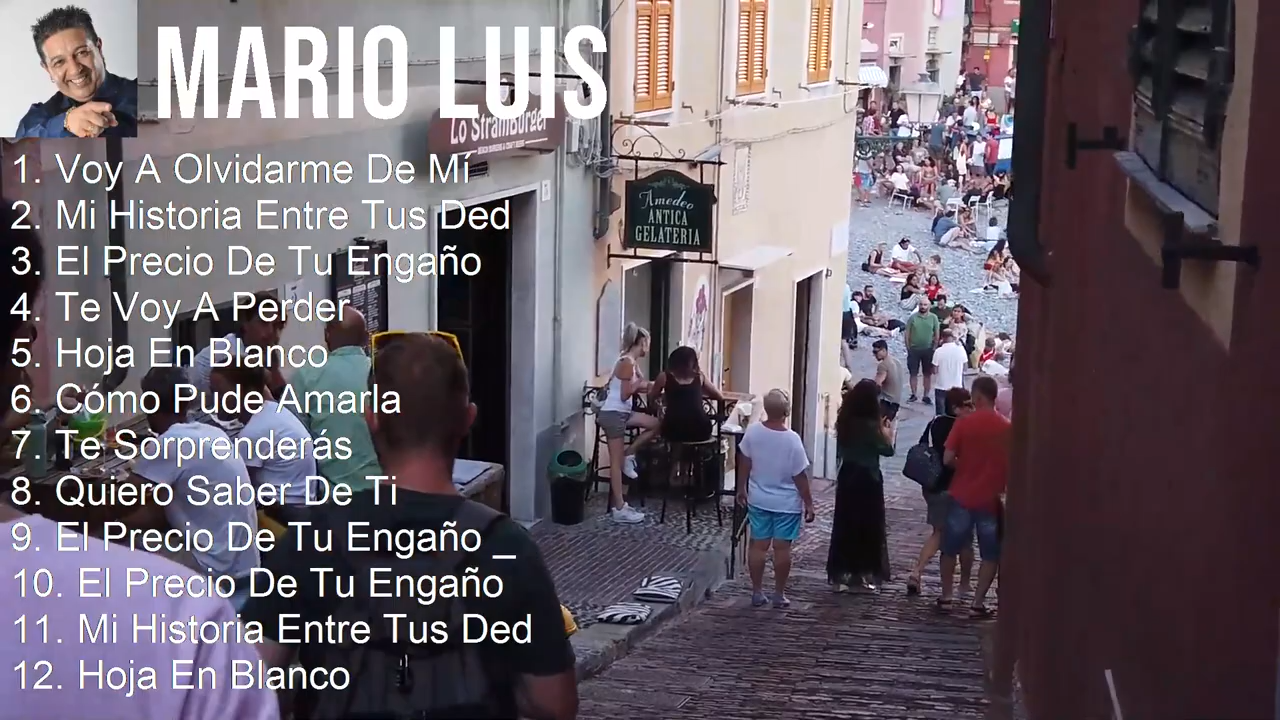 MARIO LUIS
Lo StramBurger
1. Voy A Olvidarme De Mí
Amedeo
ANTICA
GELATERIA
2. Mi Historia Entre Tus Ded
3. El Precio De Tu Engaño
4. Te Voy A Perder
5. Hoja En Blanco
6. Cómo Pude Amarla
7. Te Sorprenderás
8. Quiero Saber De Ti
9. El Precio De Tu Engaño _
10. El Precio De Tu Engaño
11. Mi Historia Entre Tus Ded
12. Hoja En Blanco